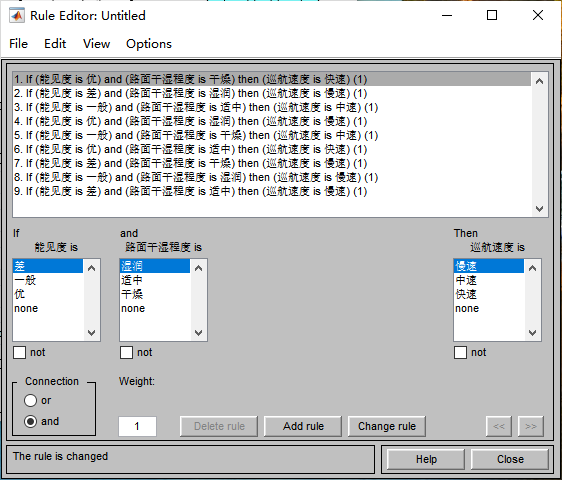 Rule Editor: Untitled
File Edit View Options
1. If (能见度 is 优) and (路面干湿程度 is 干燥) then (巡航速度 is 快速) (1)
2. If (能见度 is 差) and (路面干湿程度 is 湿润) then (巡航速度 is 慢速) (1)
3. If (能见度 is 一般) and (路面干湿程度 is 适中) then (巡航速度 is 中速) (1)
4. If (能见度 is 优) and (路面干湿程度 is 湿润) then (巡航速度 is 慢速) (1)
5. If (能见度 is 一般) and (路面干湿程度 is 干燥) then (巡航速度 is 中速) (1)
6. If (能见度 is 优) and (路面干湿程度 is 适中) then (巡航速度 is 快速) (1)
7. If (能见度 is 差) and (路面干湿程度 is 干燥) then (巡航速度 is 慢速) (1)
8. If (能见度 is 一般) and (路面干湿程度 is 湿润) then (巡航速度 is 慢速) (1)
9. If (能见度 is 差) and (路面干湿程度 is 适中) then (巡航速度 is 慢速) (1)
If and Then
能见度 is 路面干湿程度 is 巡航速度 is
差 湿润 慢速
一般 适中 中速
优 干燥 快速
none none none
not not not
Connection Weight:
or
and 1 Delete rule Add rule Change rule << >>
The rule is changed Help Close